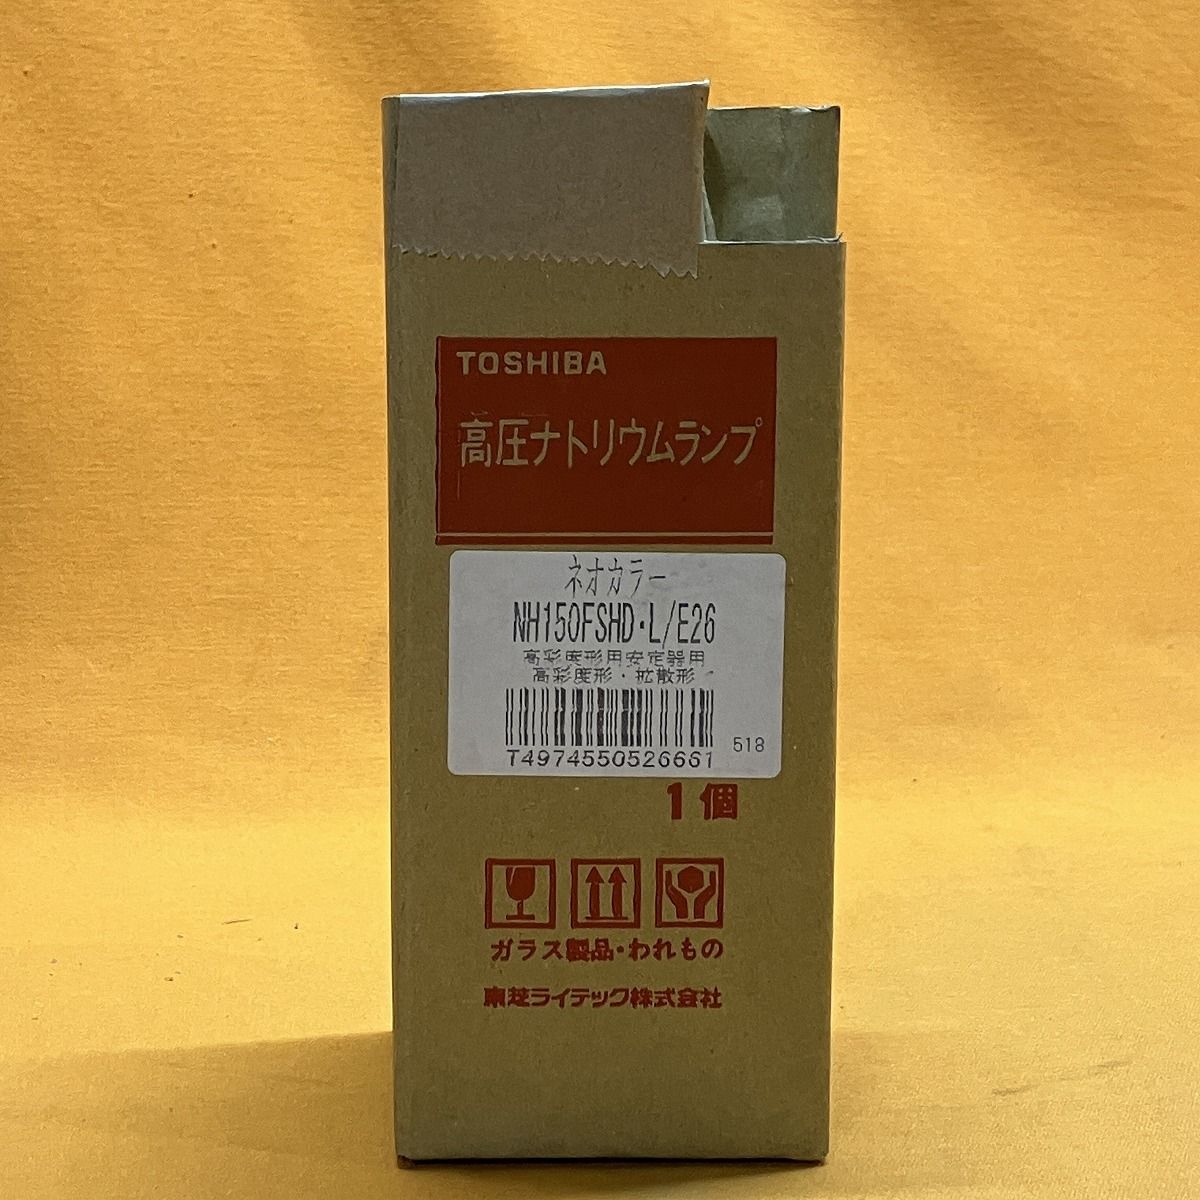 TOSHIBA
高圧ナトリウムランプ
ネオカラー
NH150FSHD・L/E26
高彩度形用安定器用
高彩度形・拡散形
T4974550526661
518
1個
ガラス製品・われもの
東芝ライテック株式会社